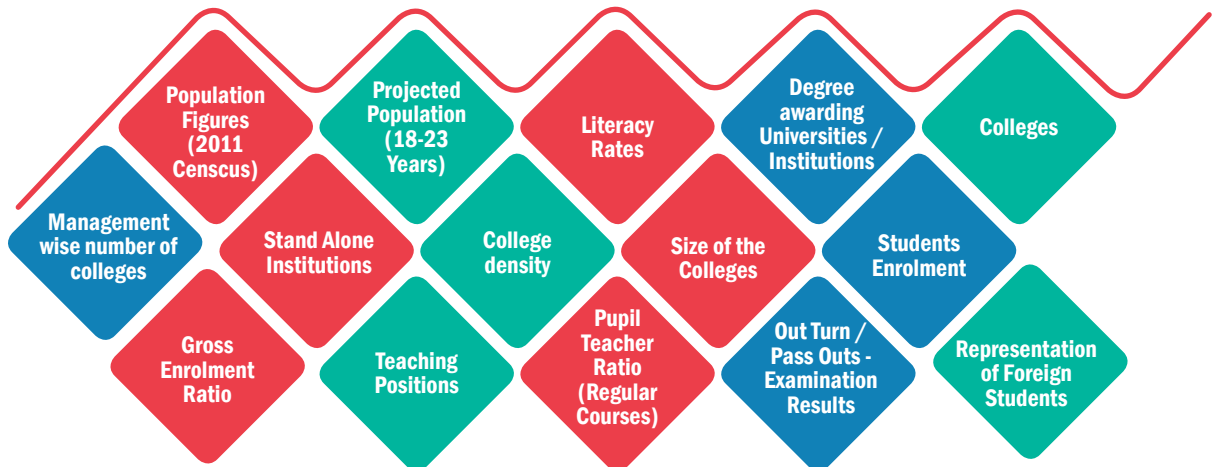 Population
Figures
(2011
Censcus)
Projected
Population
(18-23
Years)
Literacy
Rates
Degree
awarding
Universities /
Institutions
Colleges
Management
wise number of
colleges
Stand Alone
Institutions
College
density
Size of the
Colleges
Students
Enrolment
Gross
Enrolment
Ratio
Teaching
Positions
Pupil
Teacher
Ratio
(Regular
Courses)
Out Turn /
Pass Outs -
Examination
Results
Representation
of Foreign
Students